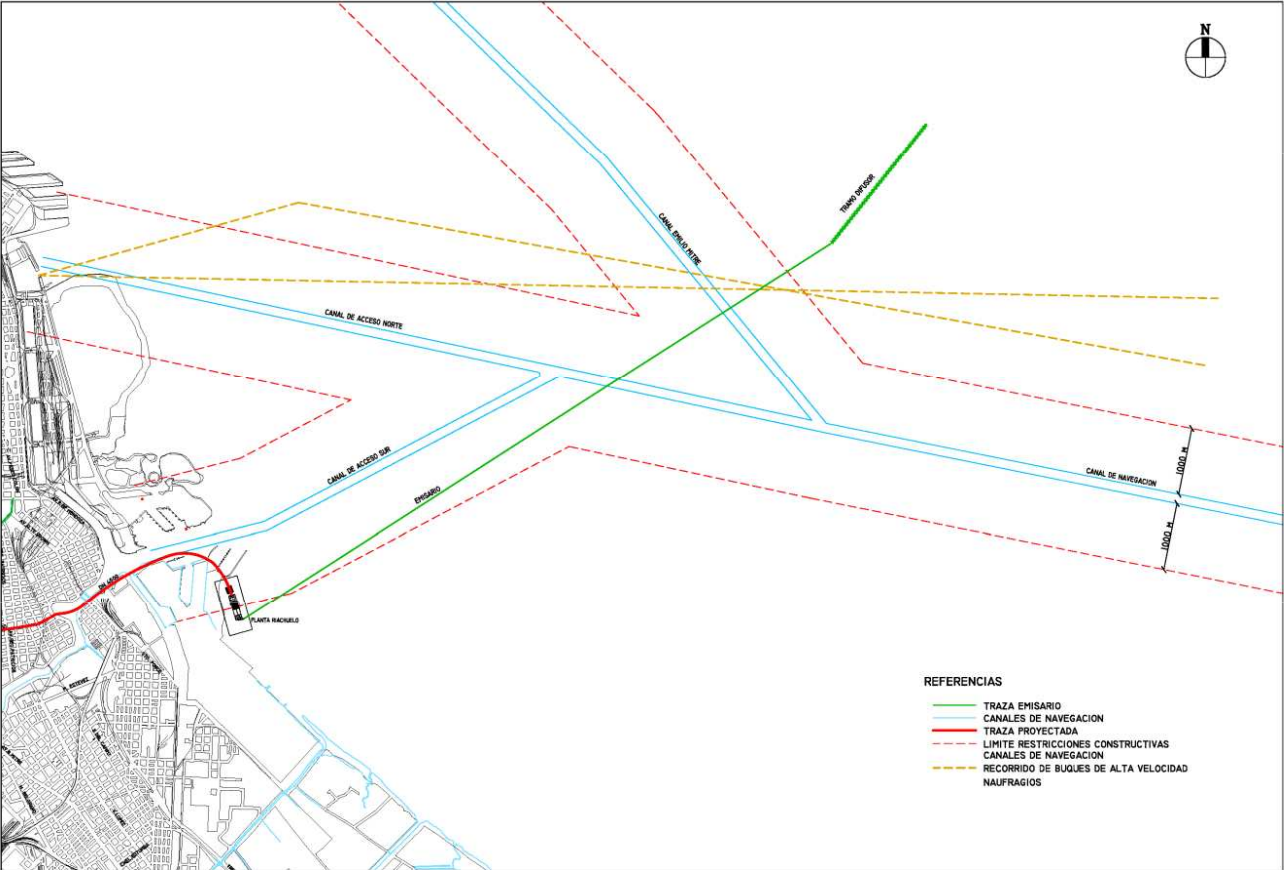 N
TRAMO DIFUSOR
CANAL EMILIO MITRE
CANAL DE ACCESO NORTE
CANAL DE ACCESO SUR
EMISARIO
CANAL DE NAVEGACION
1000 M
1000 M
PLANTA RIACHUELO
REFERENCIAS
TRAZA EMISARIO
CANALES DE NAVEGACION
TRAZA PROYECTADA
LIMITE RESTRICCIONES CONSTRUCTIVAS
CANALES DE NAVEGACION
RECORRIDO DE BUQUES DE ALTA VELOCIDAD
NAUFRAGIOS